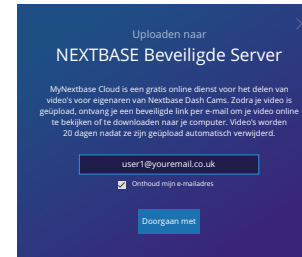 Uploaden naar
NEXTBASE Beveiligde Server
MyNextbase Cloud is een gratis online dienst voor het delen van
video's voor eigenaren van Nextbase Dash Cams. Zodra je video is
geüpload, ontvang je een beveiligde link per e-mail om je video online
te bekijken of te downloaden naar je computer. Video's worden
20 dagen nadat ze zijn geüpload automatisch verwijderd.
user1@youremail.co.uk
Onthoud mijn e-mailadres
Doorgaan met